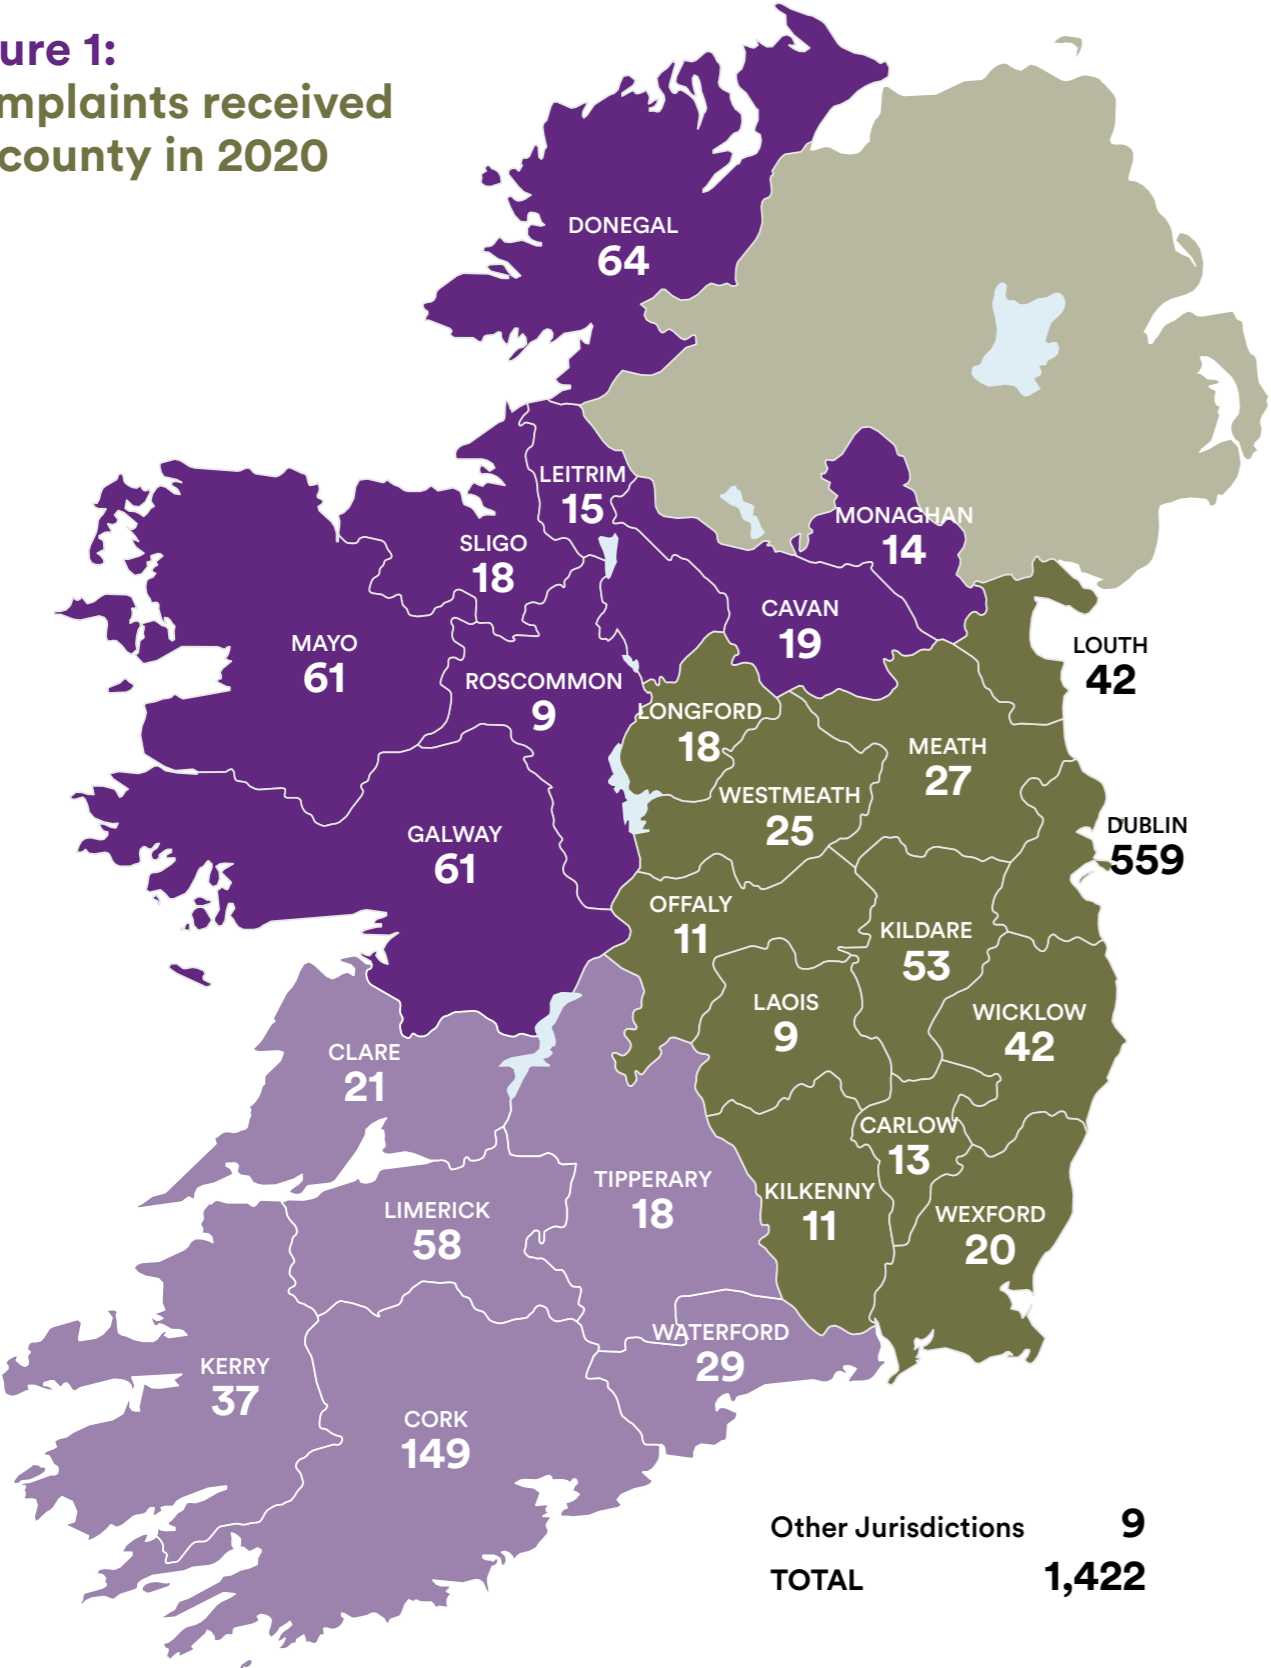 ure 1:
mplaints received
county in 2020
DONEGAL
64
LEITRIM
15
MONAGHAN
14
SLIGO
18
CAVAN
19
MAYO
61
LOUTH
42
ROSCOMMON
9
LONGFORD
18
MEATH
27
WESTMEATH
25
DUBLIN
559
GALWAY
61
OFFALY
11
KILDARE
53
LAOIS
9
WICKLOW
42
CLARE
21
CARLOW
13
TIPPERARY
18
KILKENNY
11
LIMERICK
58
WEXFORD
20
WATERFORD
29
KERRY
37
CORK
149
Other Jurisdictions 9
TOTAL 1,422